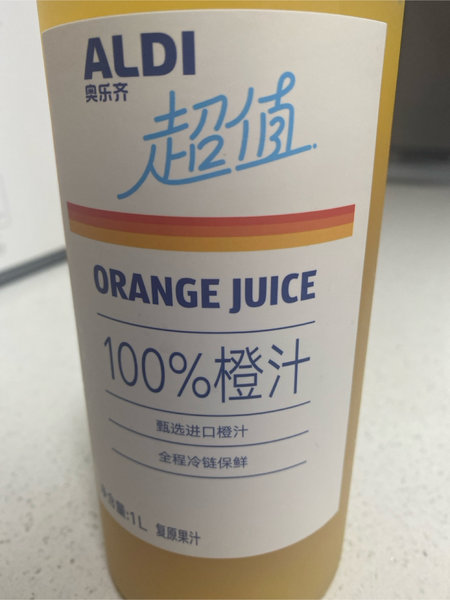 ALDI
奥乐齐
超值
ORANGE JUICE
100%橙汁
甄选进口橙汁
全程冷链保鲜
净含量:1L 复原果汁